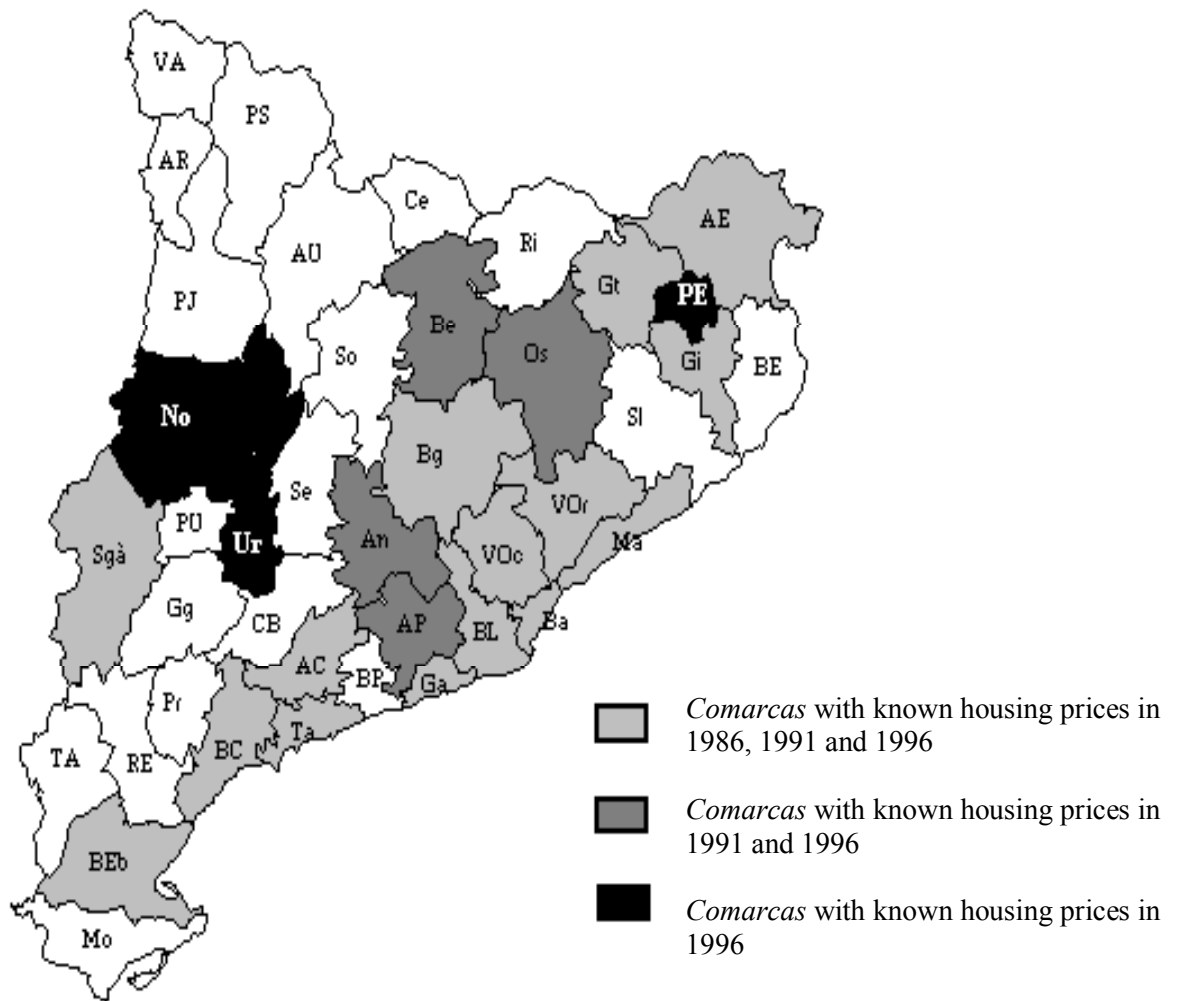 VA
PS
AR
Ce
AE
AU
Ri
Gt
PJ
PE
Be
Os
So
Gi
BE
No
Sl
Bg
Se
VOr
PU
Ur
An
Ma
Sgà
VOc
Gg
CB
AP
BL
Ba
AC
BP
Ga
Pr
Ta
BC
TA
RE
BEb
Mo
Comarcas with known housing prices in
1986, 1991 and 1996
Comarcas with known housing prices in
1991 and 1996
Comarcas with known housing prices in
1996